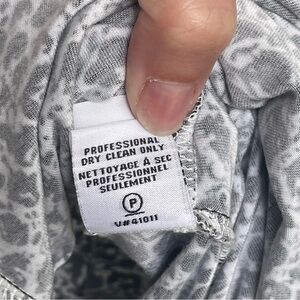 PROFESSIONAL
DRY CLEAN ONLY
NETTOYAGE À SEC
PROFESSIONNEL
SEULEMENT
P
V#41011